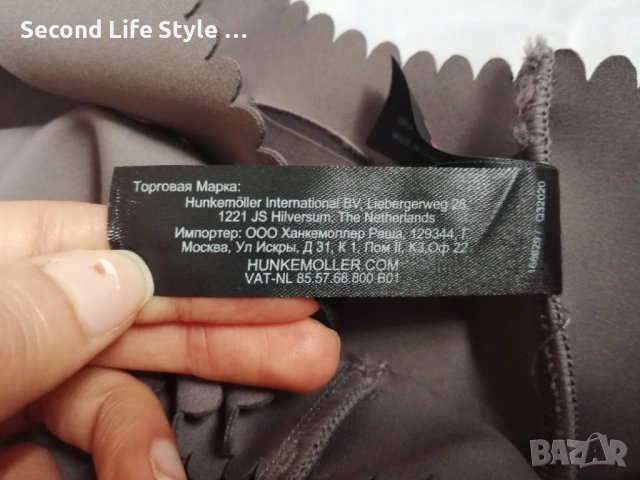 Second Life Style ...
Торговая Марка:
Hunkemöller International BV, Liebergerweg 28,
1221 JS Hilversum, The Netherlands
Импортер: ООО Ханкемоллер Раша, 129344, Г
Москва, Ул Искры, Д 31, К 1, Пом II, К3,Оф 22
HUNKEMOLLER.COM
VAT-NL 85.57.66.800 B01
168629 / Q32020
BAZAR